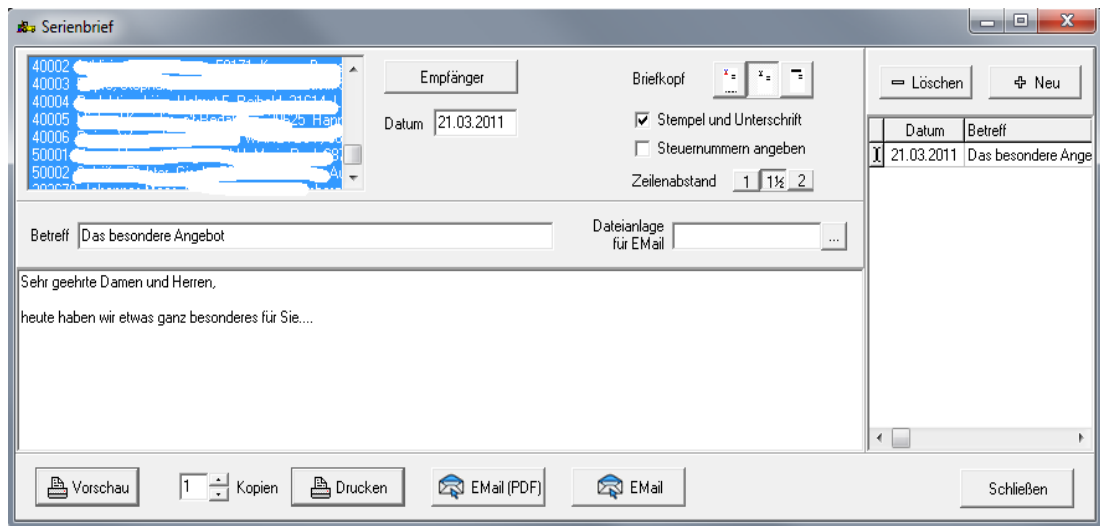 Serienbrief
40002
40003
40004
40005
40006
50001
50002
Empfänger
Datum 21.03.2011
Briefkopf
Stempel und Unterschrift
Steuernummern angeben
Zeilenabstand 1 1½ 2
Löschen Neu
Datum Betreff
21.03.2011 Das besondere Ange
Betreff Das besondere Angebot
Dateianlage
für EMail ...
Sehr geehrte Damen und Herren,
heute haben wir etwas ganz besonderes für Sie....
Vorschau 1 Kopien Drucken EMail (PDF) EMail Schließen